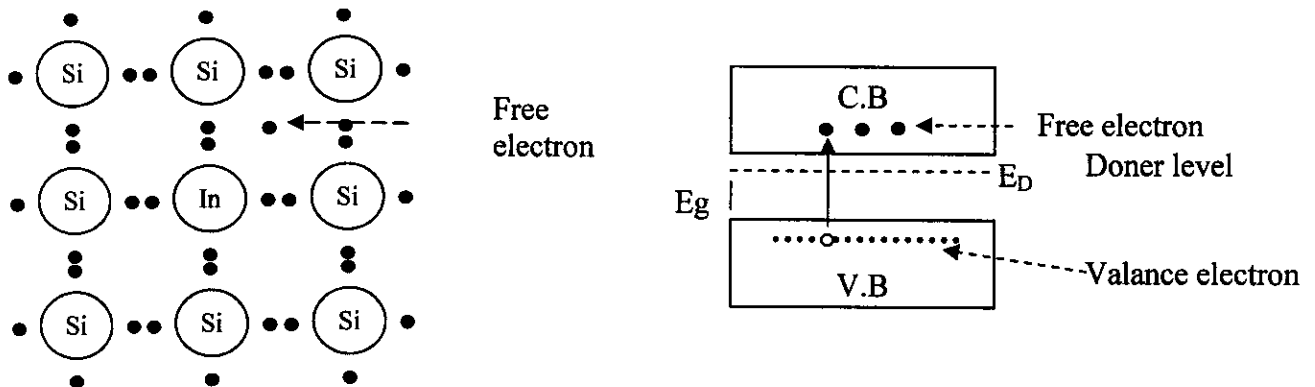 Si Si Si
Free
electron
Si In Si
Si Si Si
C.B
Free electron
Doner level
E_D
Eg
Valance electron
V.B